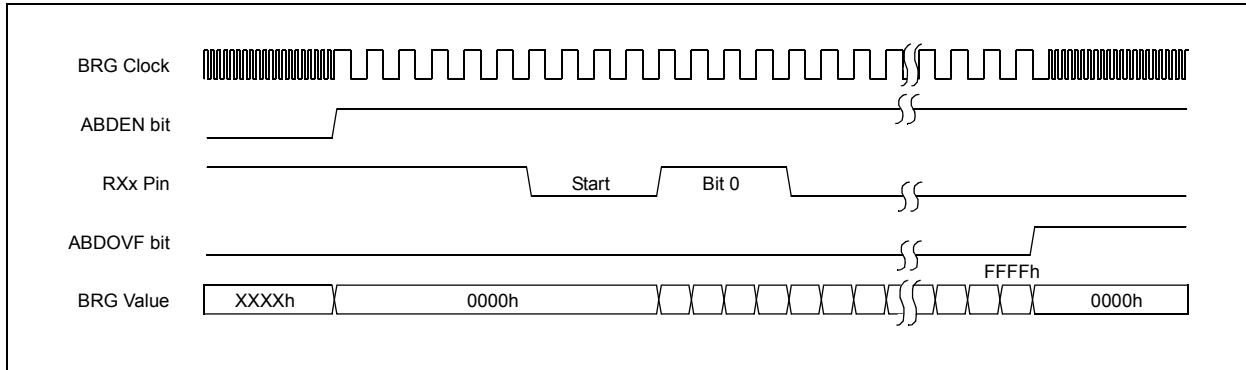 BRG Clock
ABDEN bit
RXx Pin
Start
Bit 0
ABDOVF bit
FFFFh
BRG Value
XXXXh
0000h
0000h